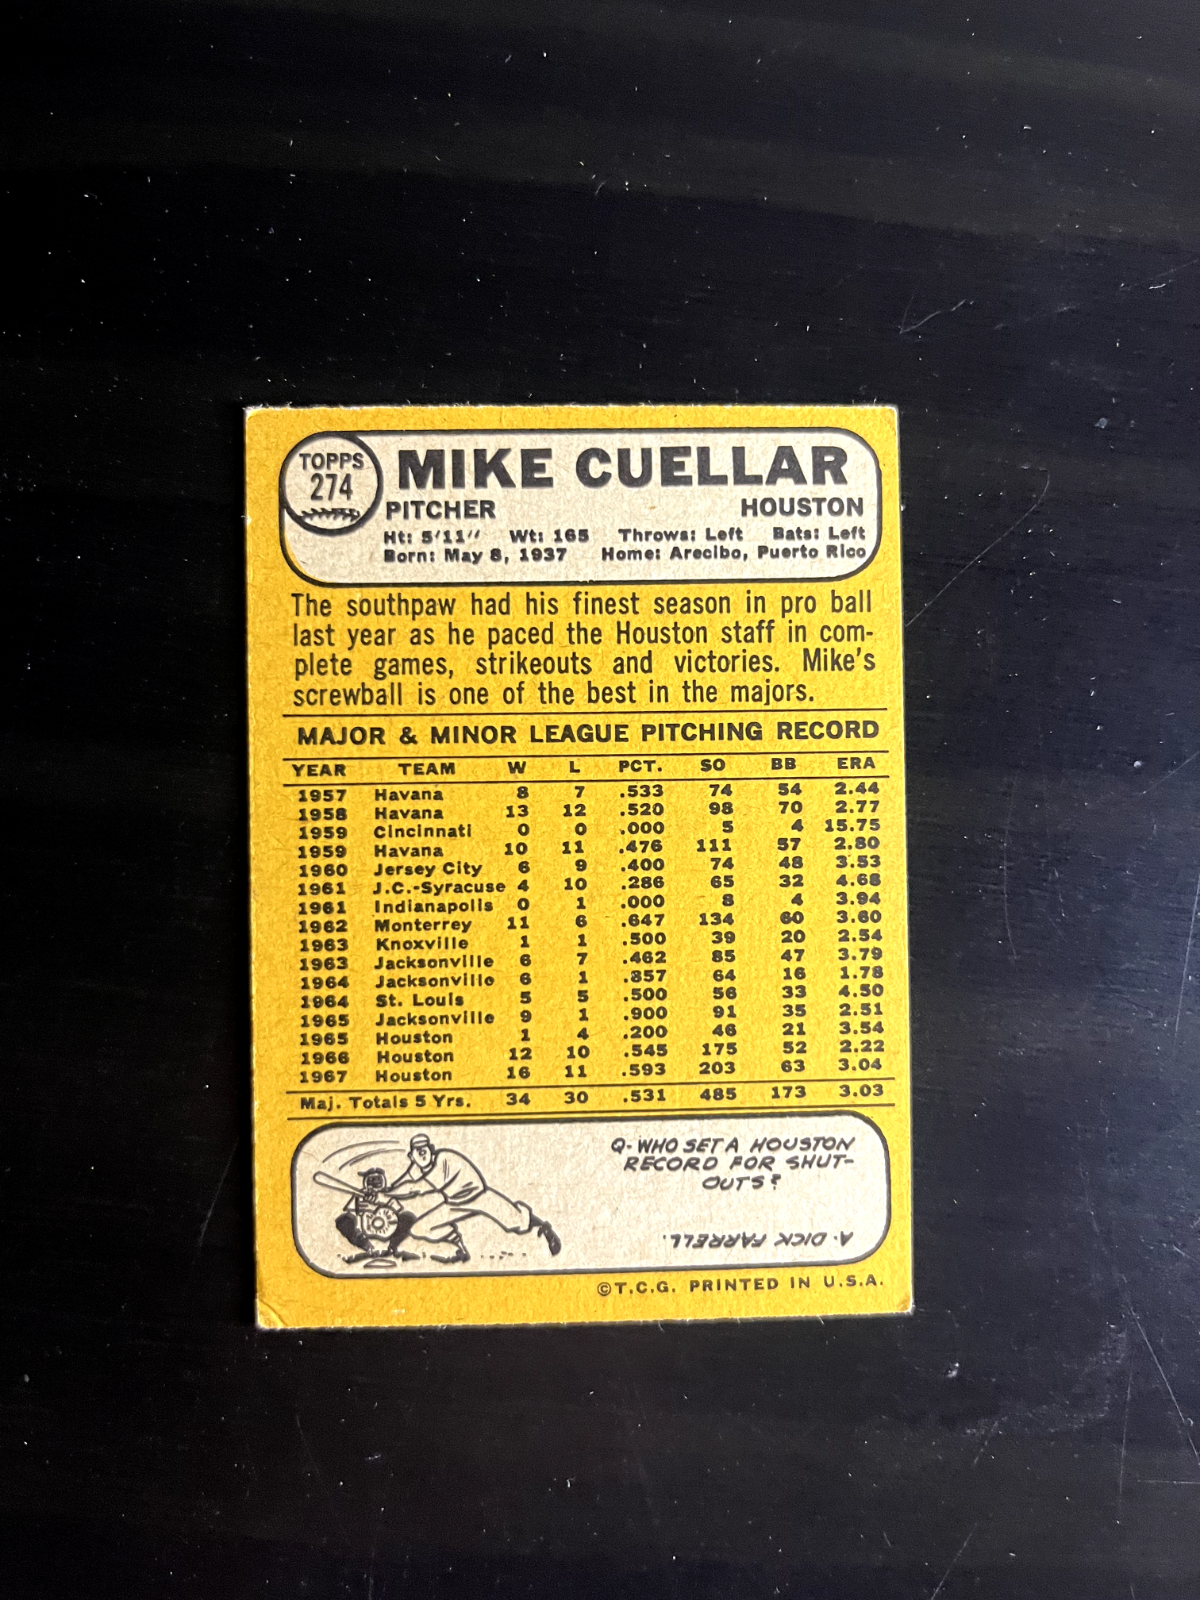 TOPPS
274
MIKE CUELLAR
PITCHER HOUSTON
Ht: 5'11" Wt: 165 Throws: Left Bats: Left
Born: May 8, 1937 Home: Arecibo, Puerto Rico
The southpaw had his finest season in pro ball
last year as he paced the Houston staff in com-
plete games, strikeouts and victories. Mike's
screwball is one of the best in the majors.
MAJOR & MINOR LEAGUE PITCHING RECORD
YEAR TEAM W L PCT. SO BB ERA
1957 Havana 8 7 .533 74 54 2.44
1958 Havana 13 12 .520 98 70 2.77
1959 Cincinnati 0 0 .000 5 4 15.75
1959 Havana 10 11 .476 111 57 2.80
1960 Jersey City 6 9 .400 74 48 3.53
1961 J.C.-Syracuse 4 10 .286 65 32 4.68
1961 Indianapolis 0 1 .000 8 4 3.94
1962 Monterrey 11 6 .647 134 60 3.60
1963 Knoxville 1 1 .500 39 20 2.54
1963 Jacksonville 6 7 .462 85 47 3.79
1964 Jacksonville 6 1 .857 64 16 1.78
1964 St. Louis 5 5 .500 56 33 4.50
1965 Jacksonville 9 1 .900 91 35 2.51
1965 Houston 1 4 .200 46 21 3.54
1966 Houston 12 10 .545 175 52 2.22
1967 Houston 16 11 .593 203 63 3.04
Maj. Totals 5 Yrs. 34 30 .531 485 173 3.03
Q-WHO SET A HOUSTON
RECORD FOR SHUT-
OUTS?
A-DICK FARRELL.
©T.C.G. PRINTED IN U.S.A.